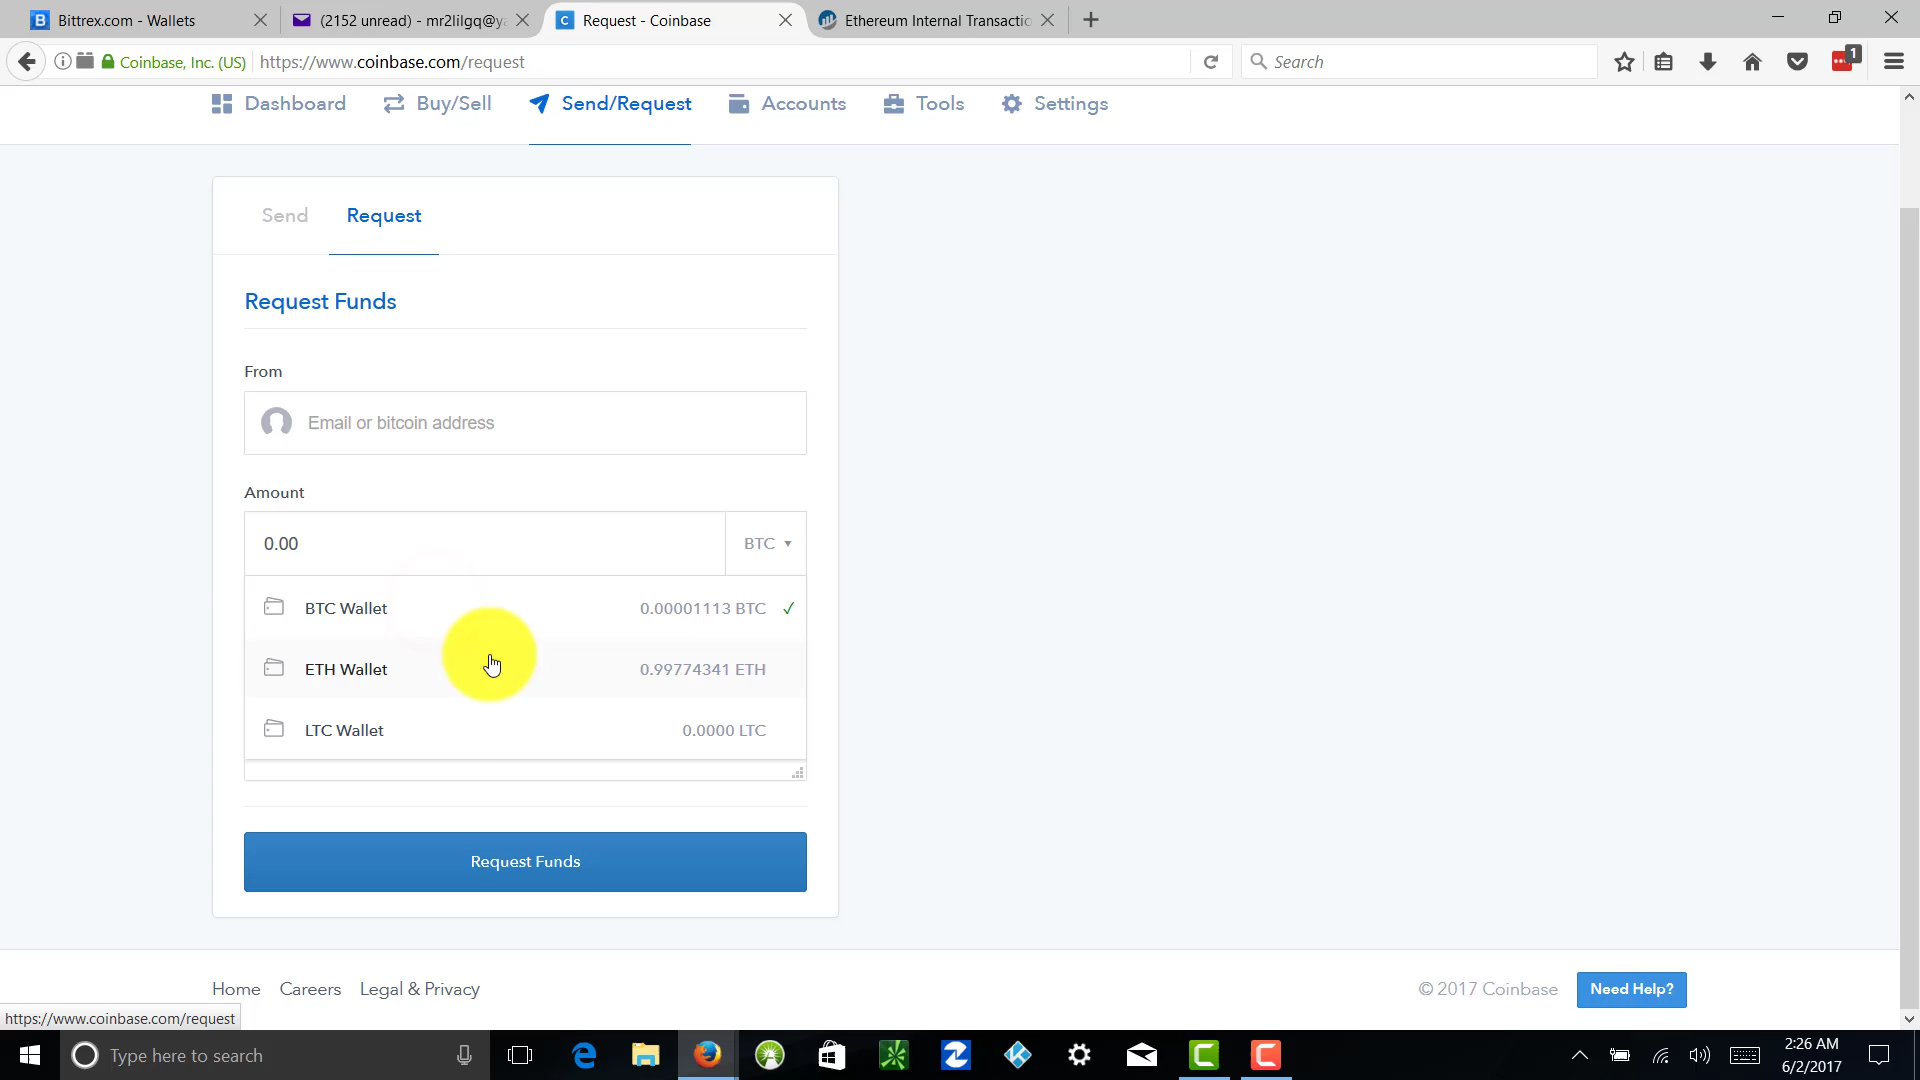 Bittrex.com - Wallets
(2152 unread) - mr2lilgq@y
Request - Coinbase
Ethereum Internal Transactio
Coinbase, Inc. (US)
https://www.coinbase.com/request
Search
1
Dashboard
Buy/Sell
Send/Request
Accounts
Tools
Settings
Send
Request
Request Funds
From
Email or bitcoin address
Amount
0.00
BTC
BTC Wallet
0.00001113 BTC
ETH Wallet
0.99774341 ETH
LTC Wallet
0.0000 LTC
Request Funds
Home
Careers
Legal & Privacy
© 2017 Coinbase
Need Help?
https://www.coinbase.com/request
Type here to search
2:26 AM
6/2/2017